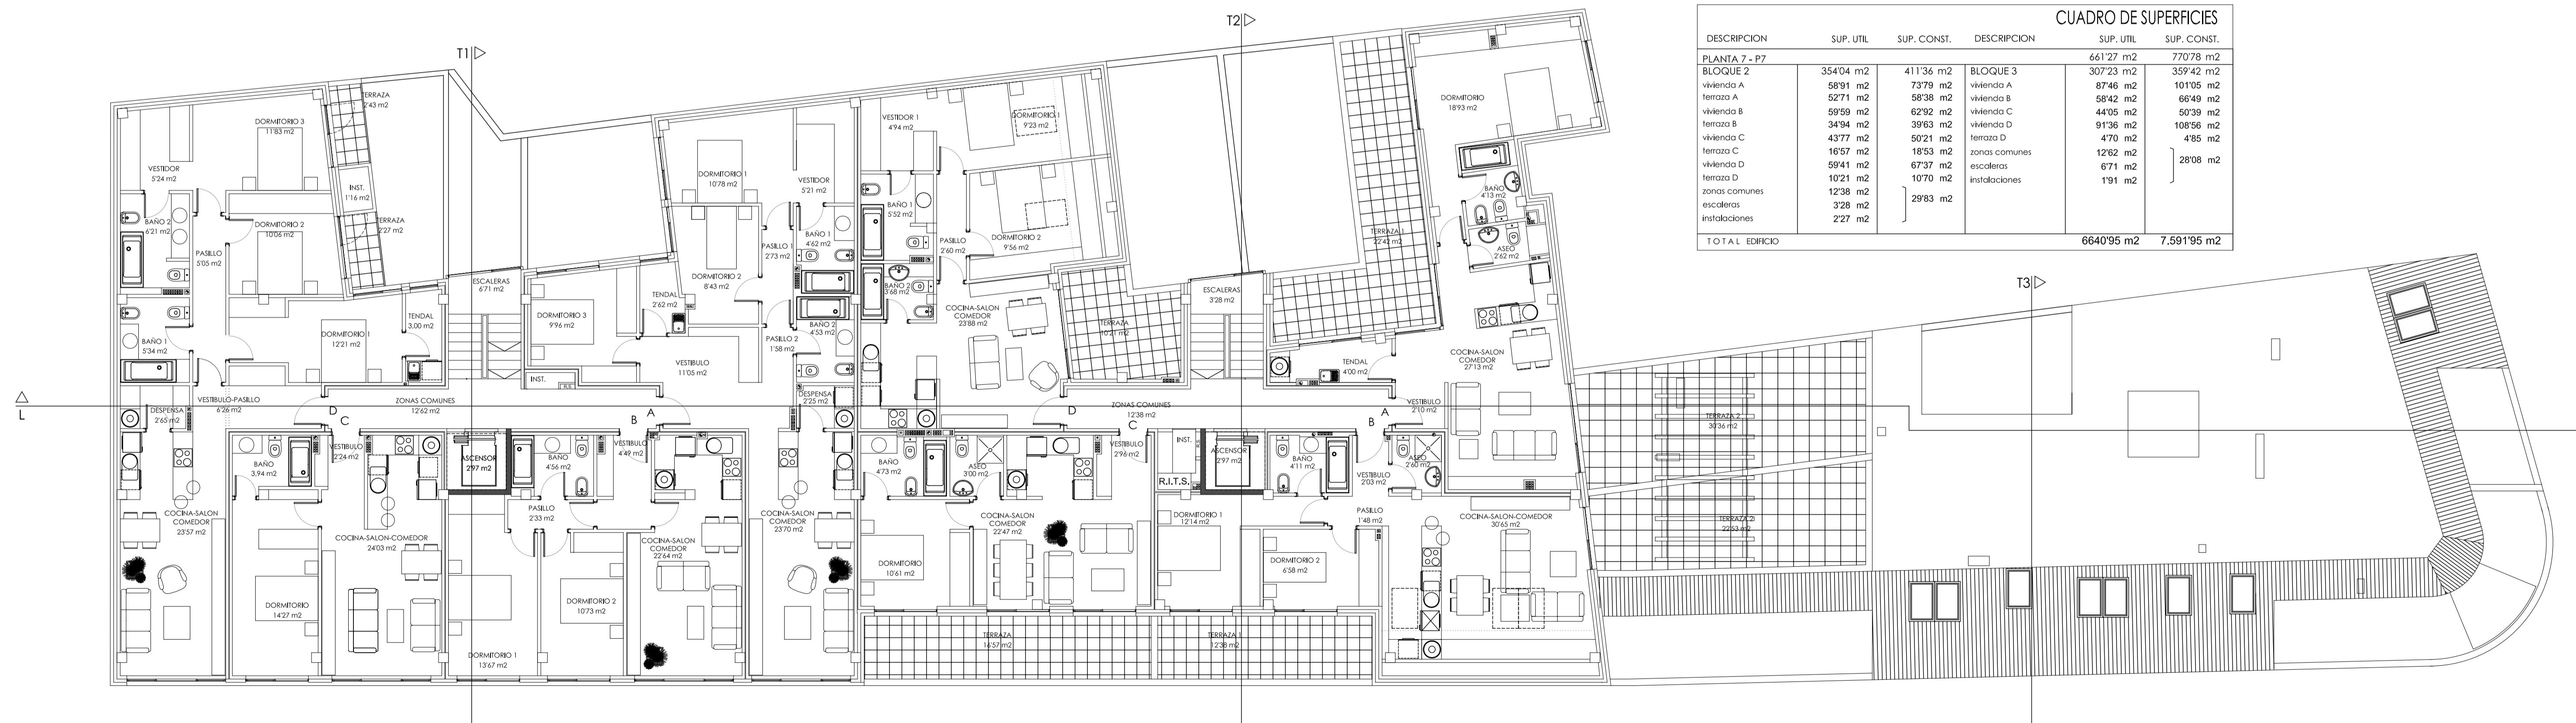 CUADRO DE SUPERFICIES
DESCRIPCION SUP. UTIL SUP. CONST. DESCRIPCION SUP. UTIL SUP. CONST.
PLANTA 7 - P7 661'27 m2 770'78 m2
BLOQUE 2 354'04 m2 411'36 m2 BLOQUE 3 307'23 m2 359'42 m2
vivienda A 58'91 m2 73'79 m2 vivienda A 87'46 m2 101'05 m2
terraza A 52'71 m2 58'38 m2 vivienda B 58'42 m2 66'49 m2
vivienda B 59'59 m2 62'92 m2 vivienda C 44'05 m2 50'39 m2
terraza B 34'94 m2 39'63 m2 vivienda D 91'36 m2 108'56 m2
vivienda C 43'77 m2 50'21 m2 terraza D 4'70 m2 4'85 m2
terraza C 16'57 m2 18'53 m2 zonas comunes 12'62 m2 28'08 m2
vivienda D 59'41 m2 67'37 m2 escaleras 6'71 m2
terraza D 10'21 m2 10'70 m2 instalaciones 1'91 m2
zonas comunes 12'38 m2 29'83 m2
escaleras 3'28 m2
instalaciones 2'27 m2
TOTAL EDIFICIO 6640'95 m2 7.591'95 m2
T1
T2
T3
L
TERRAZA
2'43 m2
DORMITORIO 3
11'83 m2
VESTIDOR
5'24 m2
INST.
1'16 m2
TERRAZA
2'27 m2
BAÑO 2
6'21 m2
DORMITORIO 2
10'06 m2
PASILLO
5'05 m2
BAÑO 1
5'34 m2
DORMITORIO 1
12'21 m2
TENDAL
3,00 m2
ESCALERAS
6'71 m2
DORMITORIO 3
9'96 m2
TENDAL
2'62 m2
DORMITORIO 1
10'78 m2
VESTIDOR
5'21 m2
DORMITORIO 2
8'43 m2
PASILLO 1
2'73 m2
BAÑO 1
4'62 m2
BAÑO 2
4'53 m2
PASILLO 2
1'58 m2
VESTIBULO
11'05 m2
INST.
R.S.
DESPENSA
2'25 m2
VESTIBULO-PASILLO
6'26 m2
DESPENSA
2'65 m2
ZONAS COMUNES
12'62 m2
D
C
B
A
VESTIBULO
2'24 m2
BAÑO
3,94 m2
ASCENSOR
2'97 m2
BAÑO
4'56 m2
VESTIBULO
4'49 m2
PASILLO
2'33 m2
COCINA-SALON
COMEDOR
23'57 m2
COCINA-SALON-COMEDOR
24'03 m2
DORMITORIO
14'27 m2
DORMITORIO 1
13'67 m2
DORMITORIO 2
10'73 m2
COCINA-SALON
COMEDOR
22'64 m2
COCINA-SALON
COMEDOR
23'70 m2
VESTIDOR 1
4'94 m2
DORMITORIO 1
9'23 m2
BAÑO 1
5'52 m2
PASILLO
2'60 m2
DORMITORIO 2
9'56 m2
BAÑO 2
3'68 m2
COCINA-SALON
COMEDOR
23'88 m2
TERRAZA
10'21 m2
ESCALERAS
3'28 m2
ZONAS COMUNES
12'38 m2
D
C
B
A
DORMITORIO
18'93 m2
TERRAZA 1
22'42 m2
BAÑO
4'13 m2
ASEO
2'62 m2
COCINA-SALON
COMEDOR
27'13 m2
TENDAL
4'00 m2
VESTIBULO
2'10 m2
BAÑO
4'73 m2
ASEO
3'00 m2
VESTIBULO
2'96 m2
INST.
R.I.T.S.
ASCENSOR
2'97 m2
BAÑO
4'11 m2
VESTIBULO
2'03 m2
ASEO
2'60 m2
PASILLO
1'48 m2
DORMITORIO
10'61 m2
COCINA-SALON
COMEDOR
22'47 m2
DORMITORIO 1
12'14 m2
DORMITORIO 2
6'58 m2
COCINA-SALON-COMEDOR
30'65 m2
TERRAZA
16'57 m2
TERRAZA 1
12'38 m2
TERRAZA 2
30'36 m2
TERRAZA 2
22'53 m2